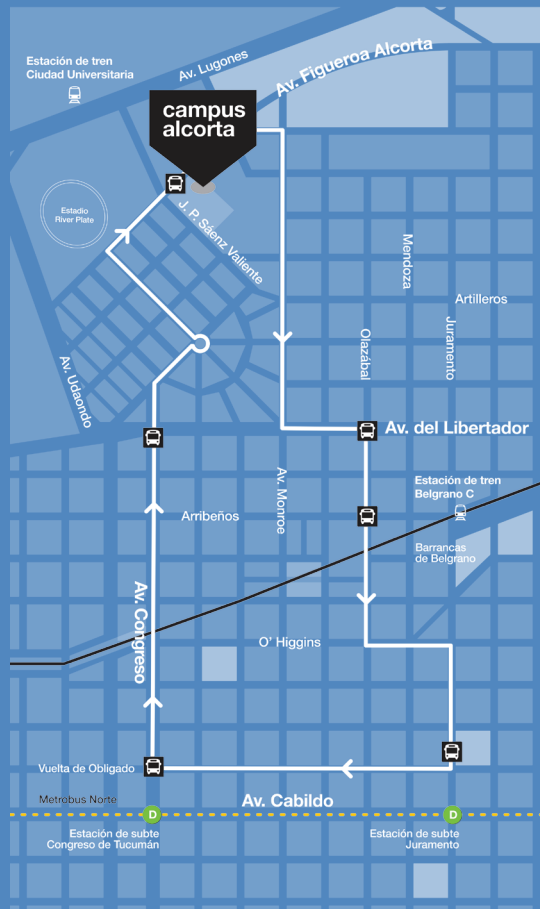 Av. Figueroa Alcorta
Av. Lugones
Estación de tren
Ciudad Universitaria
campus
alcorta
Estadio
River Plate
J. P. Sáenz Valiente
Mendoza
Artilleros
Olazábal
Juramento
Av. Udaondo
Av. del Libertador
Av. Monroe
Estación de tren
Belgrano C
Arribeños
Barrancas
de Belgrano
Av. Congreso
O' Higgins
Vuelta de Obligado
Metrobus Norte
Av. Cabildo
D
D
Estación de subte
Congreso de Tucumán
Estación de subte
Juramento